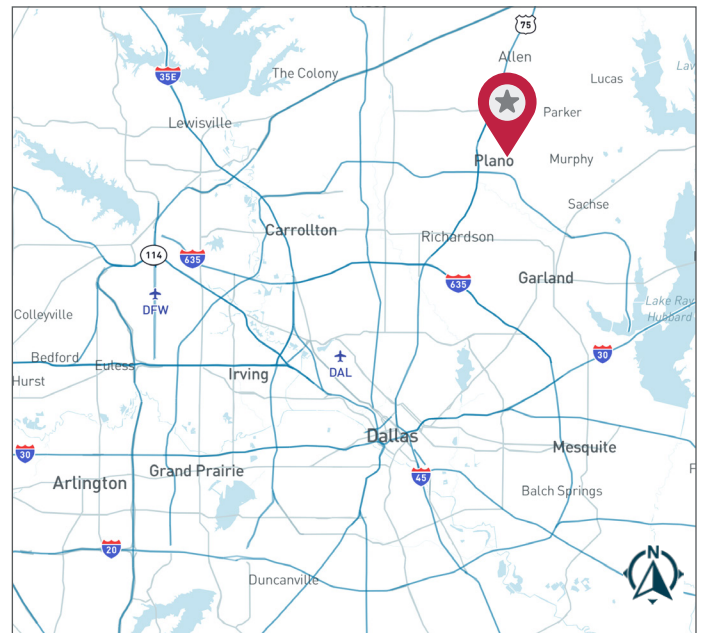 75
Allen
35E
The Colony
Lucas
Lav
Parker
Lewisville
Plano
Murphy
Sachse
Carrollton
Richardson
114
635
Garland
635
DFW
Lake Ray
Hubbard
Colleyville
30
Bedford
Euless
DAL
Hurst
Irving
Dallas
Mesquite
30
Grand Prairie
Arlington
45
Balch Springs
20
N
Duncanville